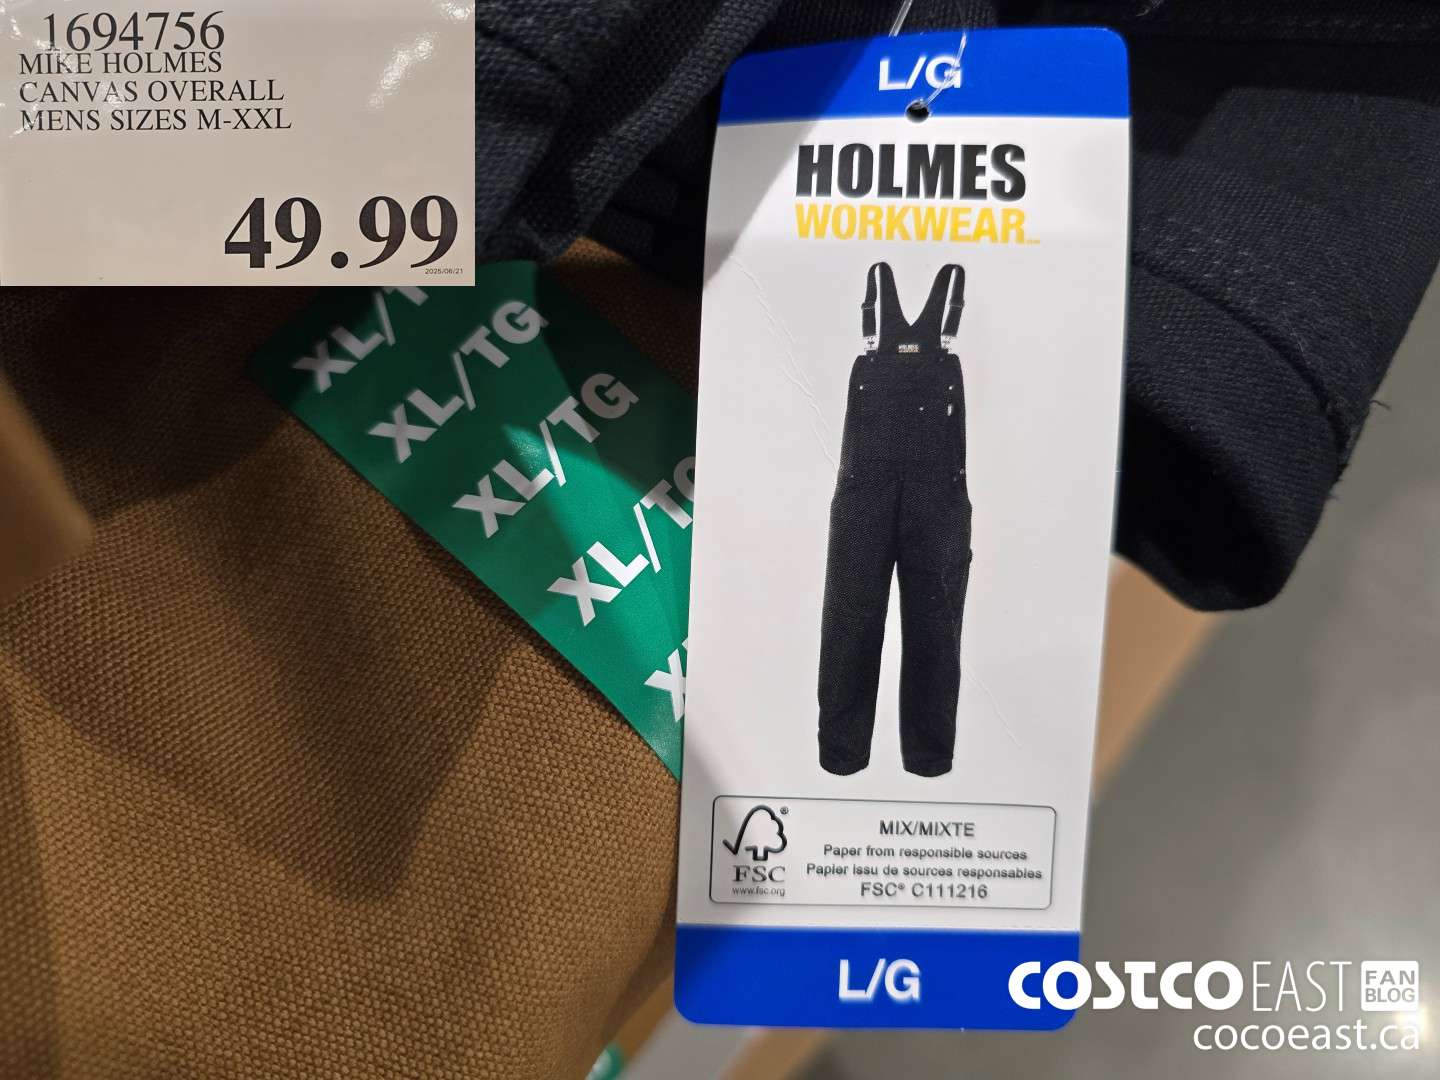 1694756
MIKE HOLMES
CANVAS OVERALL
MENS SIZES M-XXL
49.99
2025/06/21
L/G
HOLMES
WORKWEAR
HOLMES
XL/T
XL/TG
XL/TG
XL/TG
X
MIX/MIXTE
Paper from responsible sources
Papier issu de sources responsables
FSC® C111216
FSC
www.fsc.org
L/G
COSTCO EAST FAN BLOG
cocoeast.ca